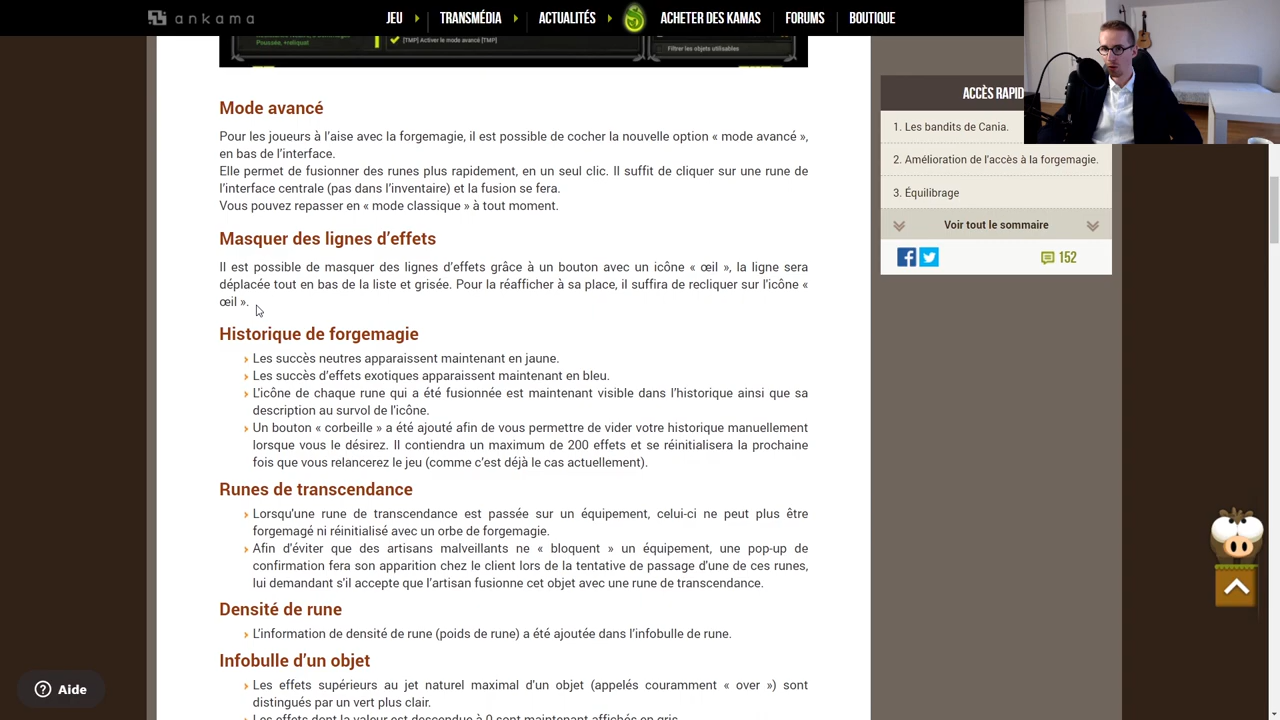 ankama
JEU
TRANSMÉDIA
ACTUALITÉS
ACHETER DES KAMAS
FORUMS
BOUTIQUE
Poussée, +reliquat
[TMP] Activer le mode avancé [TMP]
Filtrer les objets utilisables
Mode avancé
Pour les joueurs à l’aise avec la forgemagie, il est possible de cocher la nouvelle option « mode avancé »,
en bas de l’interface.
Elle permet de fusionner des runes plus rapidement, en un seul clic. Il suffit de cliquer sur une rune de
l’interface centrale (pas dans l’inventaire) et la fusion se fera.
Vous pouvez repasser en « mode classique » à tout moment.
Masquer des lignes d’effets
Il est possible de masquer des lignes d’effets grâce à un bouton avec un icône « œil », la ligne sera
déplacée tout en bas de la liste et grisée. Pour la réafficher à sa place, il suffira de recliquer sur l’icône «
œil ».
Historique de forgemagie
Les succès neutres apparaissent maintenant en jaune.
Les succès d’effets exotiques apparaissent maintenant en bleu.
L’icône de chaque rune qui a été fusionnée est maintenant visible dans l’historique ainsi que sa
description au survol de l’icône.
Un bouton « corbeille » a été ajouté afin de vous permettre de vider votre historique manuellement
lorsque vous le désirez. Il contiendra un maximum de 200 effets et se réinitialisera la prochaine
fois que vous relancerez le jeu (comme c’est déjà le cas actuellement).
Runes de transcendance
Lorsqu'une rune de transcendance est passée sur un équipement, celui-ci ne peut plus être
forgemagé ni réinitialisé avec un orbe de forgemagie.
Afin d'éviter que des artisans malveillants ne « bloquent » un équipement, une pop-up de
confirmation fera son apparition chez le client lors de la tentative de passage d'une de ces runes,
lui demandant s'il accepte que l'artisan fusionne cet objet avec une rune de transcendance.
Densité de rune
L’information de densité de rune (poids de rune) a été ajoutée dans l’infobulle de rune.
Infobulle d’un objet
Les effets supérieurs au jet naturel maximal d’un objet (appelés couramment « over ») sont
distingués par un vert plus clair.
Les effets dont la valeur est descendue à 0 sont maintenant affichés en gris.
ACCÈS RAPID
1. Les bandits de Cania.
2. Amélioration de l'accès à la forgemagie.
3. Équilibrage
Voir tout le sommaire
152
? Aide